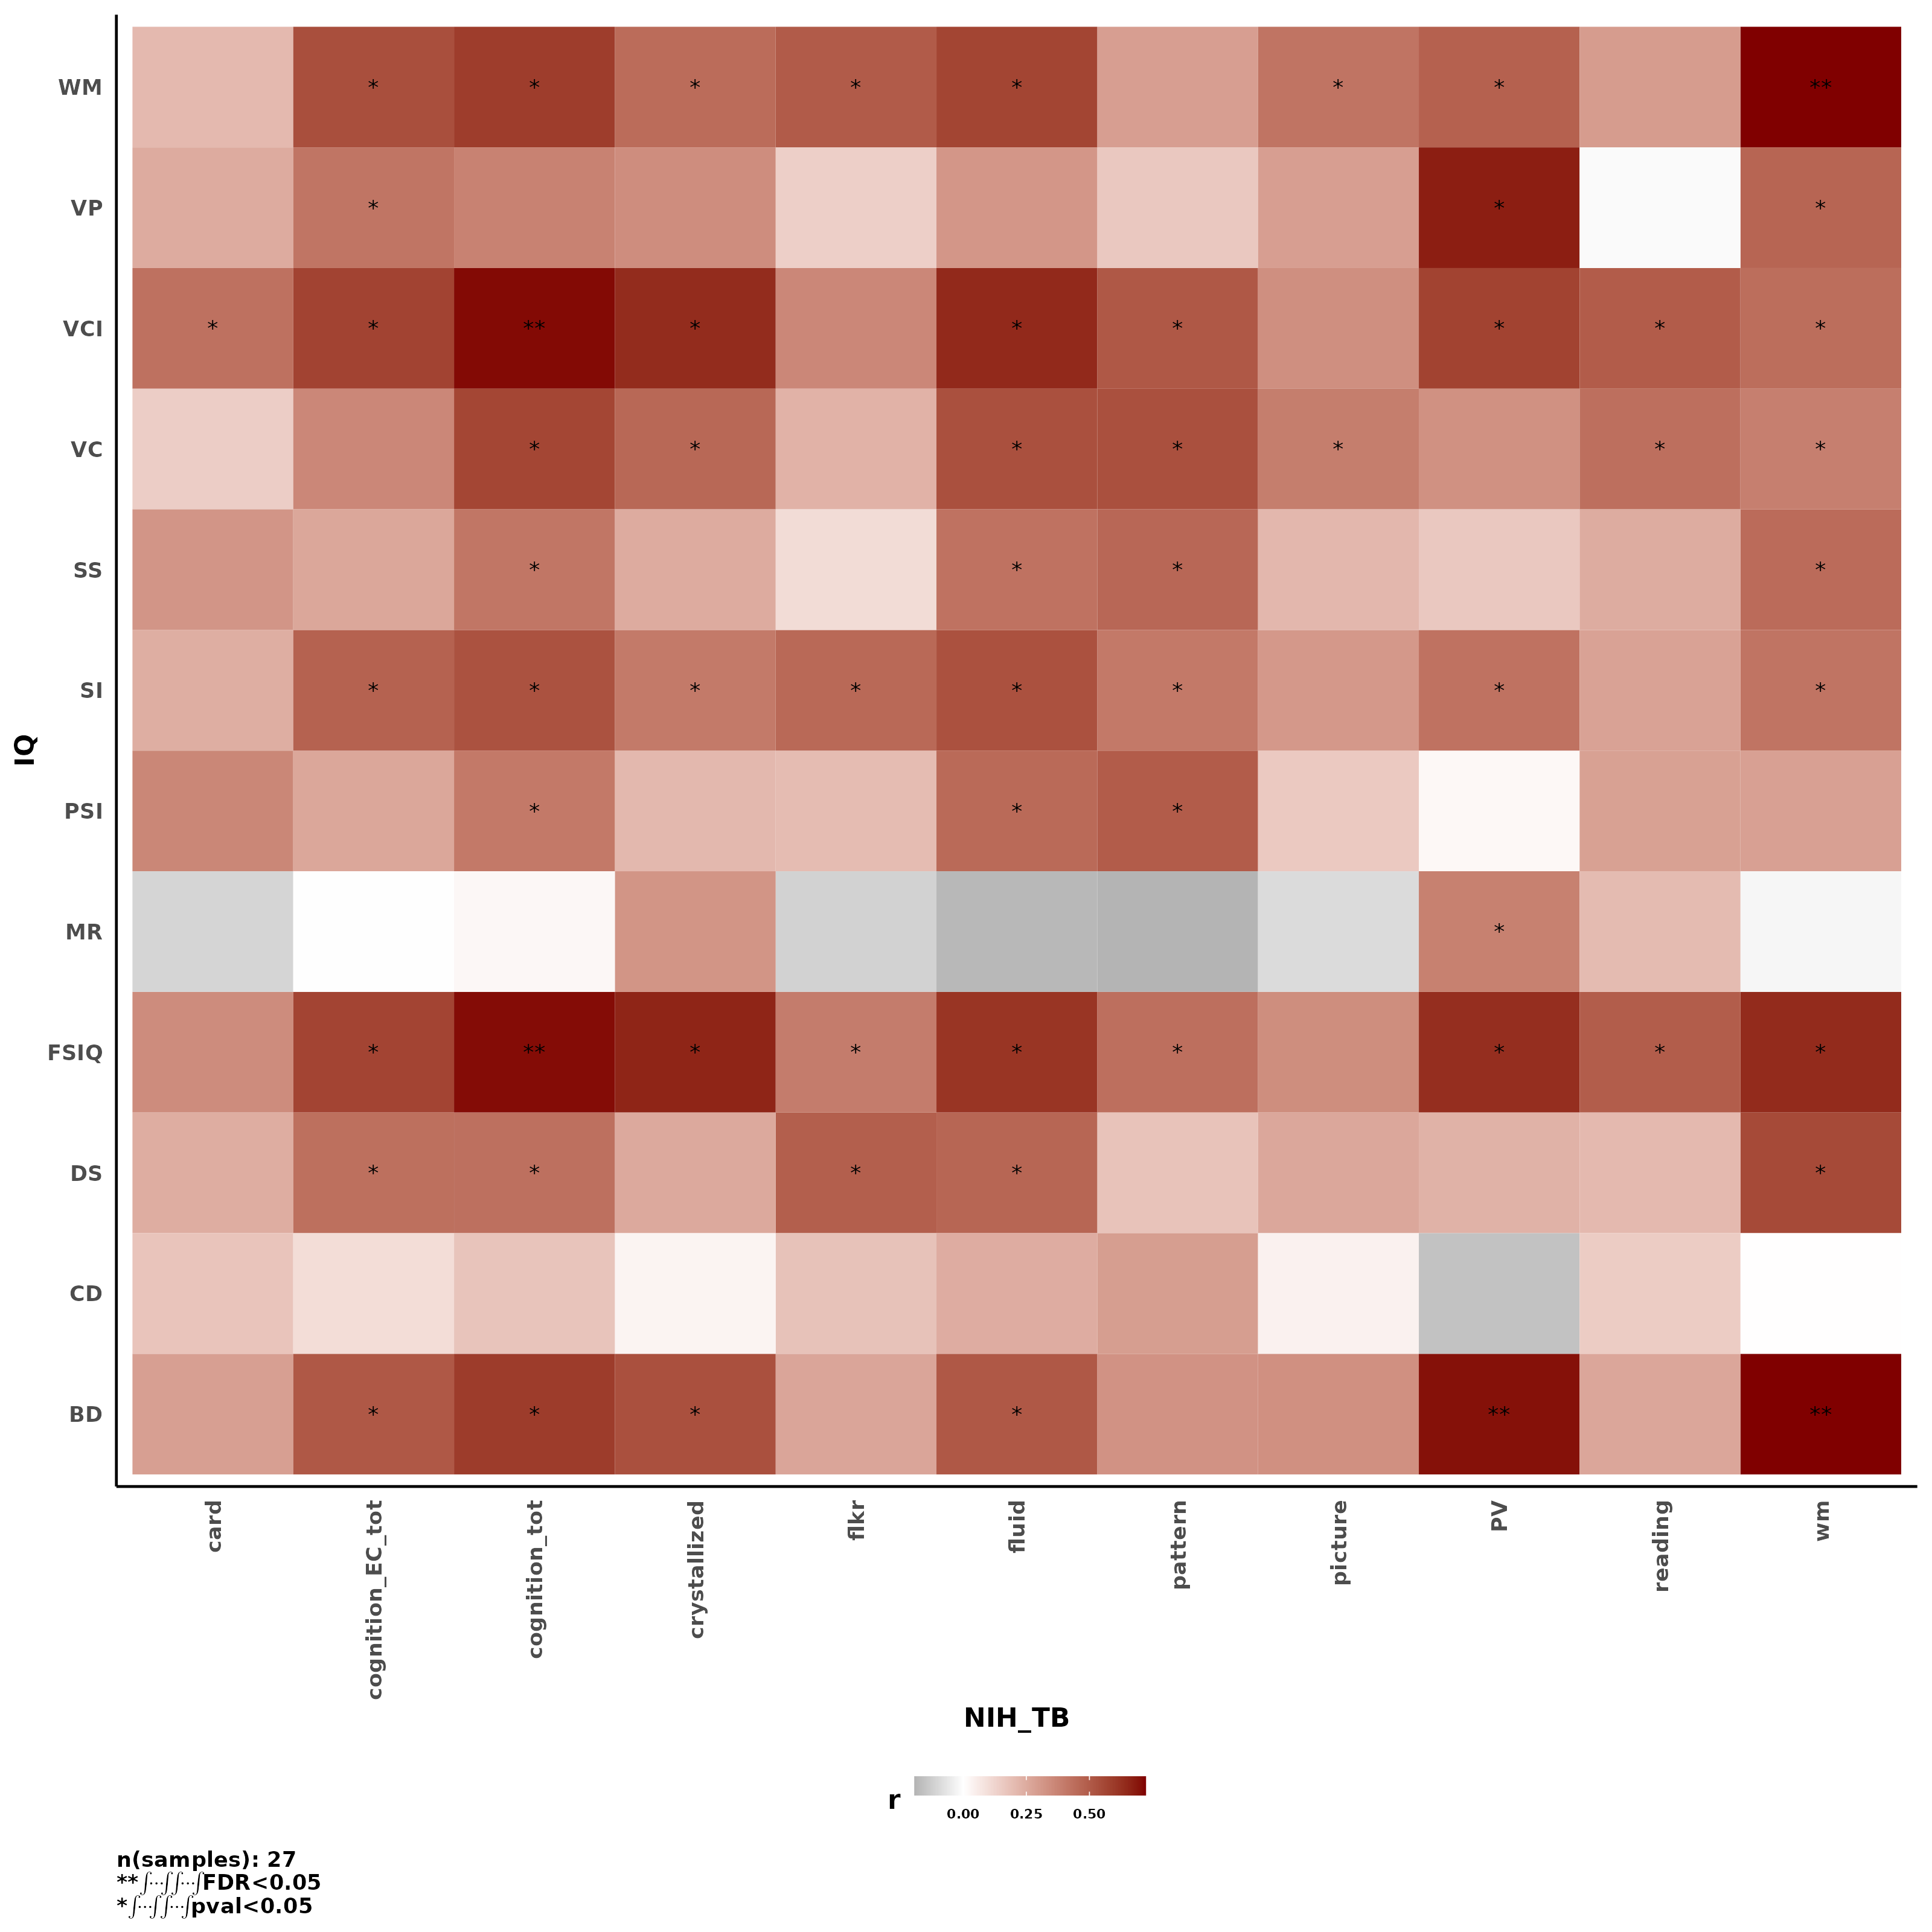 WM * * * * * * * **
VP * * *
VCI * * ** * * * * * *
VC * * * * * * *
SS * * * *
SI * * * * * * * *
PSI * * *
MR *
FSIQ * ** * * * * * * *
DS * * * * *
CD
BD * * * * ** **
IQ
card cognition_EC_tot cognition_tot crystallized flkr fluid pattern picture PV reading wm
NIH_TB
r
0.00 0.25 0.50
n(samples): 27
**∫⋯∫∫⋯∫FDR<0.05
*∫⋯∫∫⋯∫pval<0.05